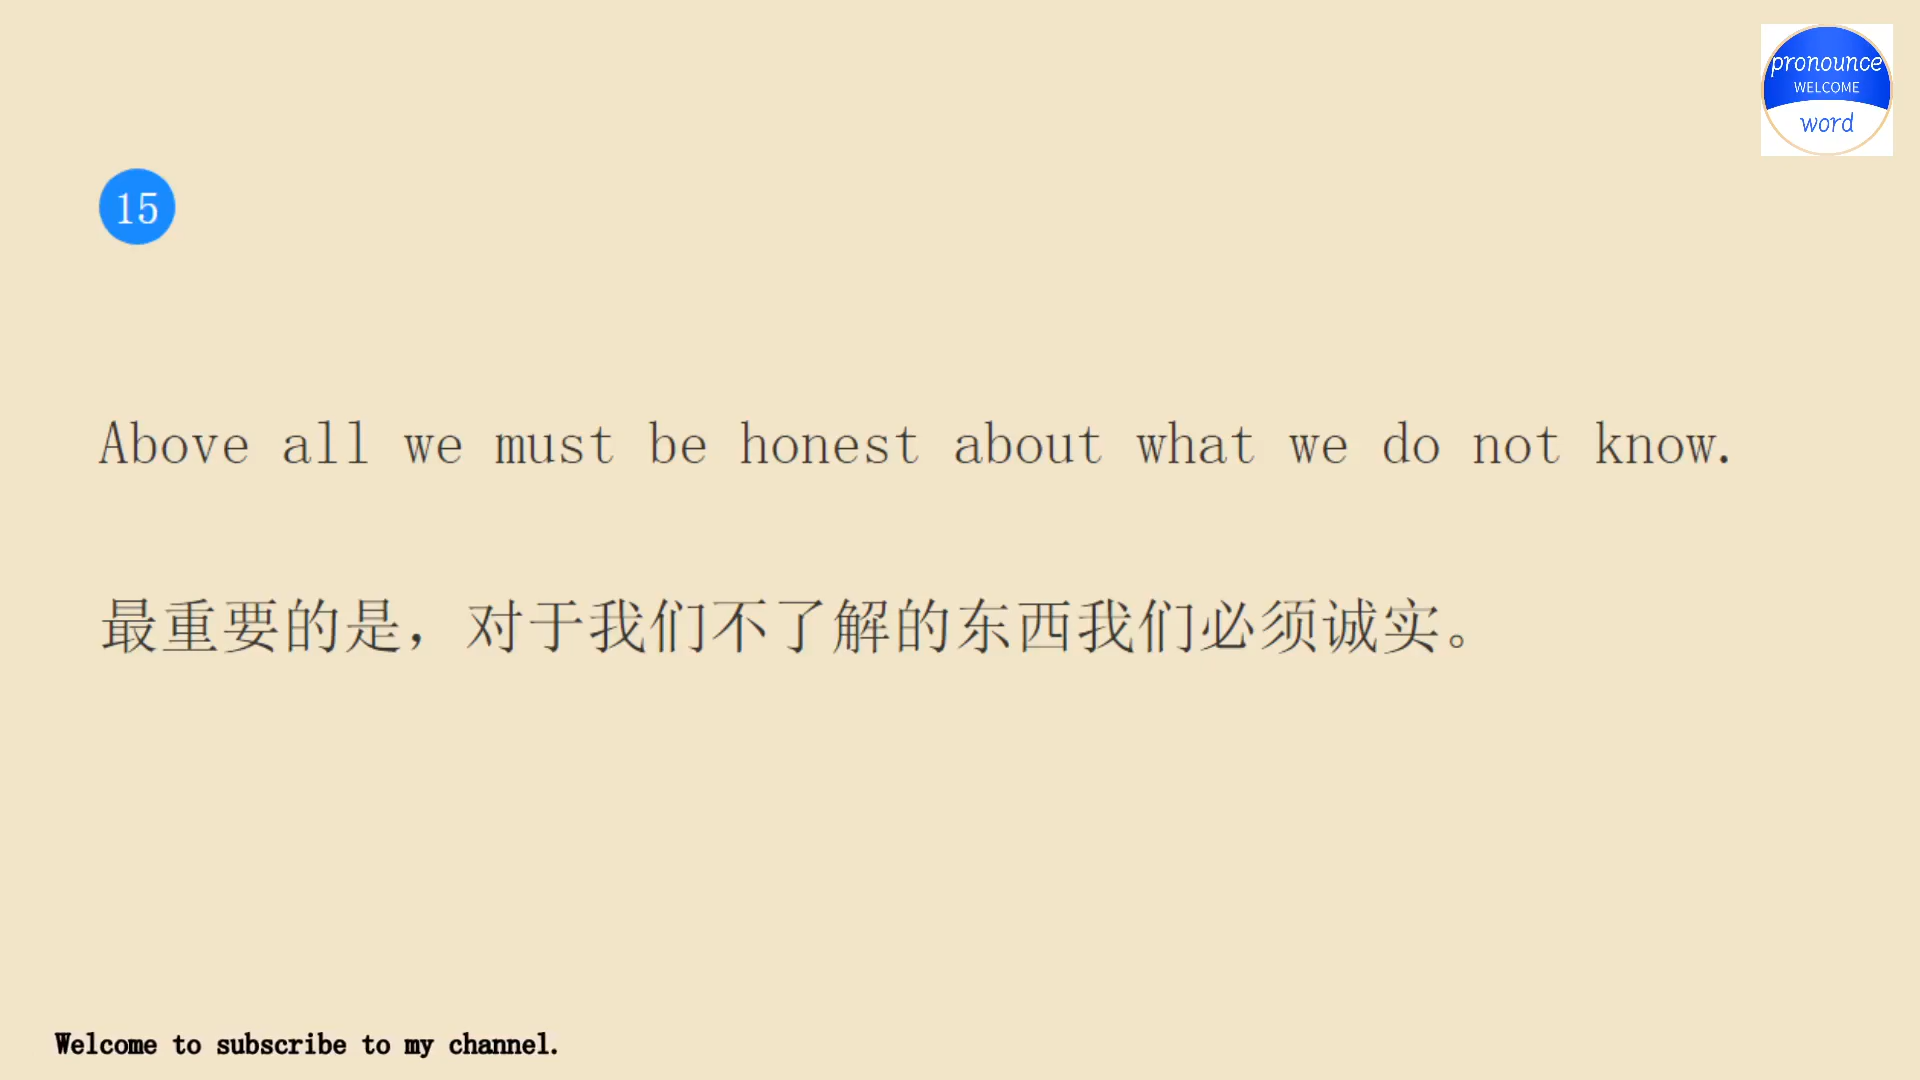 pronounce
WELCOME
word
15
Above all we must be honest about what we do not know.
最重要的是，对于我们不了解的东西我们必须诚实。
Welcome to subscribe to my channel.